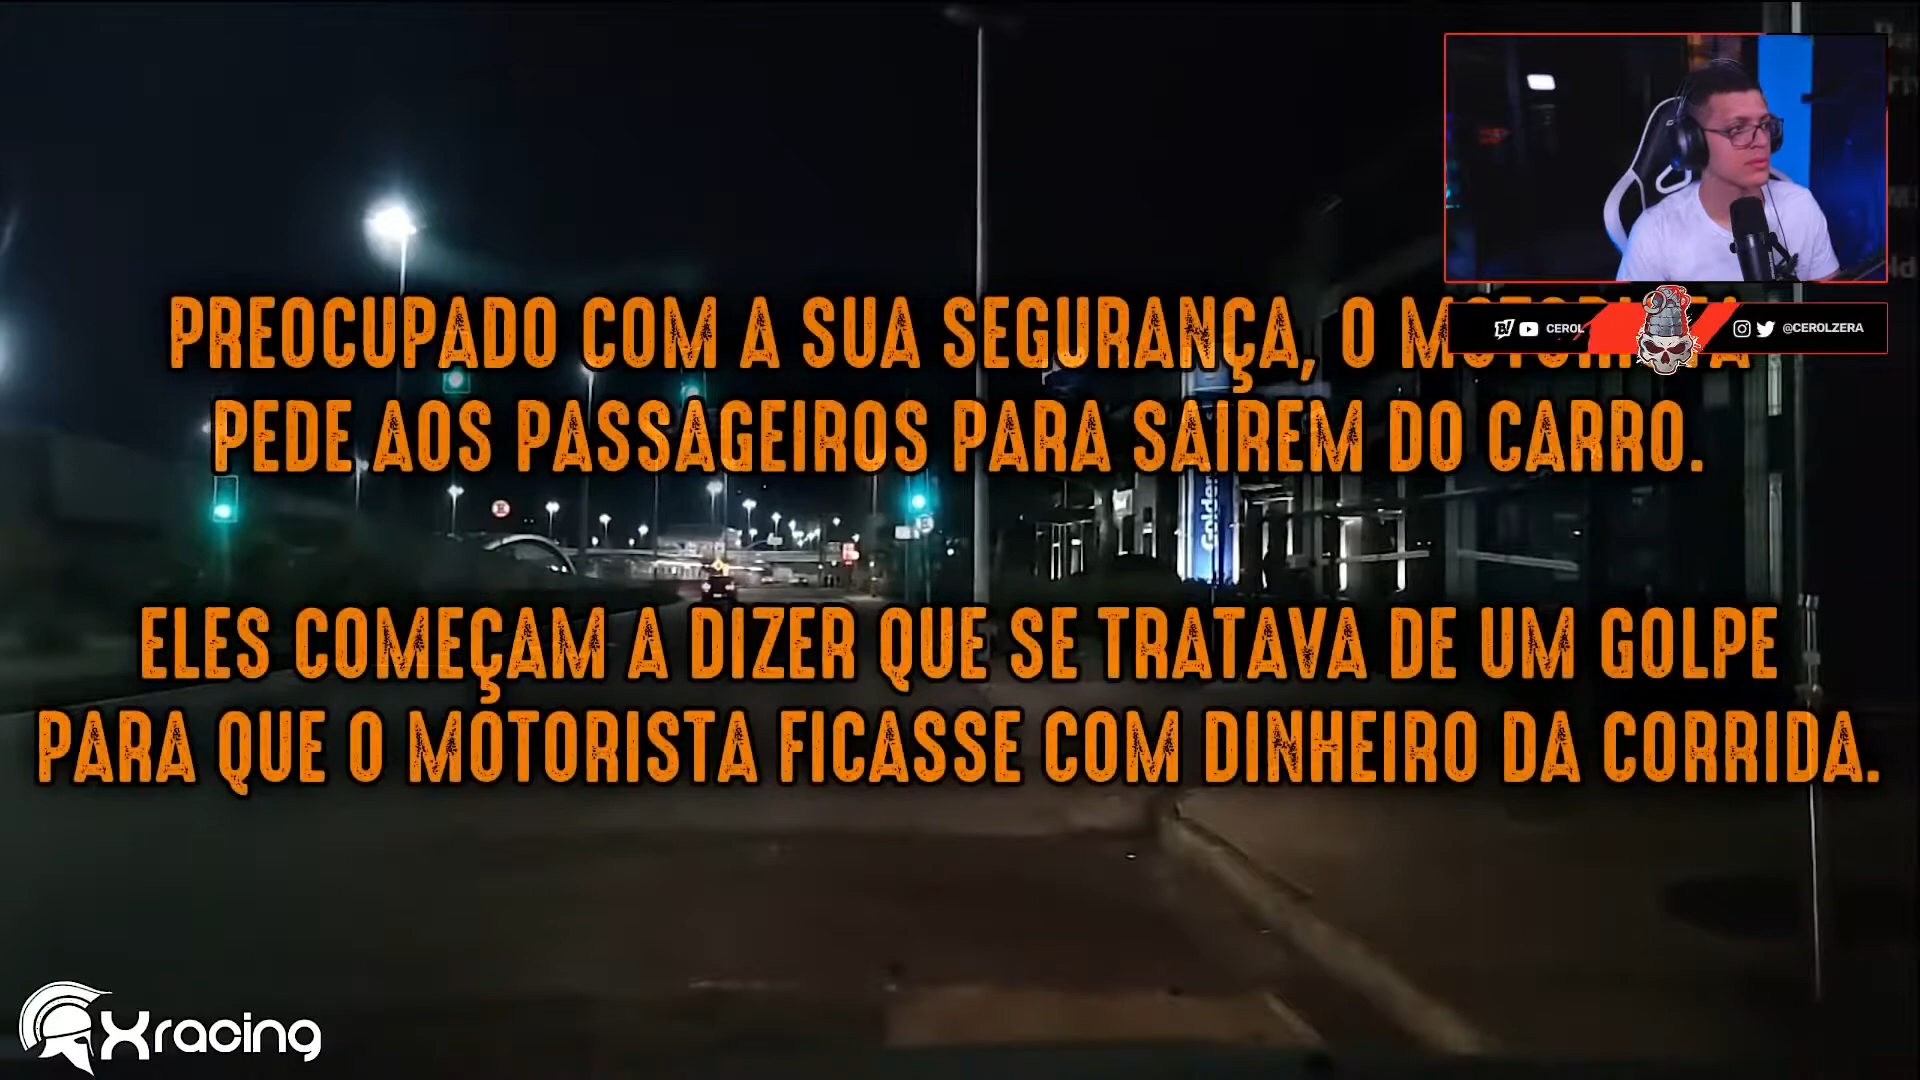 PREOCUPADO COM A SUA SEGURANÇA, O
PEDE AOS PASSAGEIROS PARA SAIREM DO CARRO.
ELES COMEÇAM A DIZER QUE SE TRATAVA DE UM GOLPE
PARA QUE O MOTORISTA FICASSE COM DINHEIRO DA CORRIDA.
CEROL
@CEROLZERA
Golden
Xracing